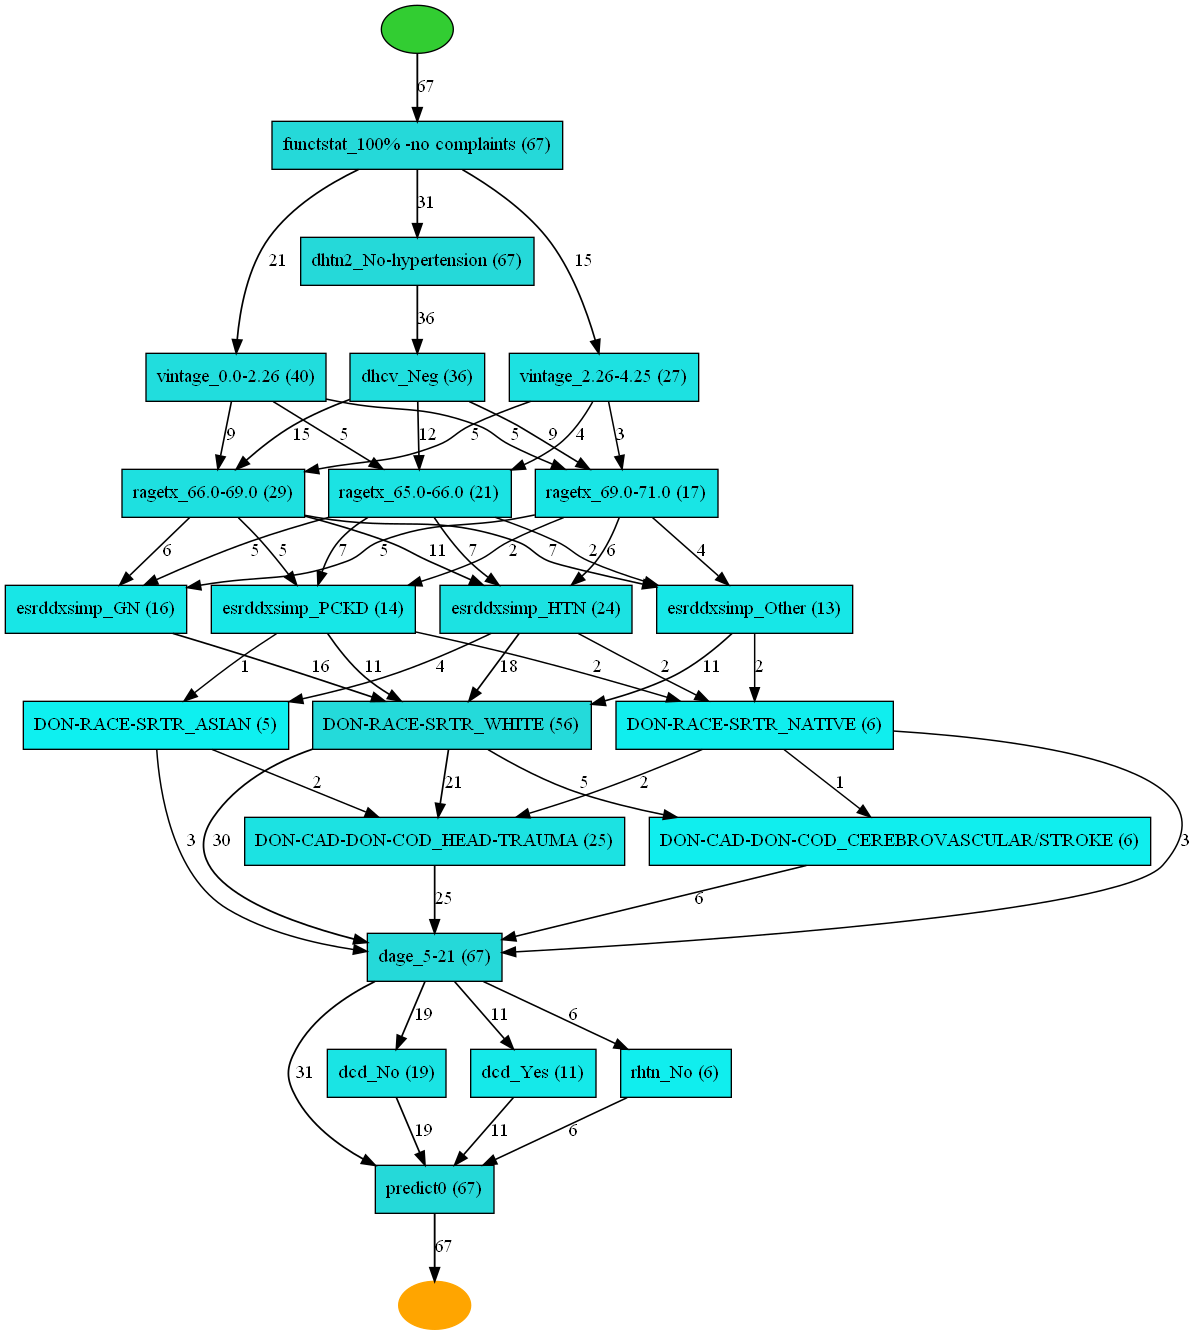 67
functstat_100% -no complaints (67)
21
31
15
dhtn2_No-hypertension (67)
36
vintage_0.0-2.26 (40)
dhcv_Neg (36)
vintage_2.26-4.25 (27)
9
15
5
12
5
5
9
4
3
ragetx_66.0-69.0 (29)
ragetx_65.0-66.0 (21)
ragetx_69.0-71.0 (17)
6
5
5
7
5
11
7
2
7
2
6
4
esrddxsimp_GN (16)
esrddxsimp_PCKD (14)
esrddxsimp_HTN (24)
esrddxsimp_Other (13)
1
16
11
4
18
2
2
11
2
DON-RACE-SRTR_ASIAN (5)
DON-RACE-SRTR_WHITE (56)
DON-RACE-SRTR_NATIVE (6)
2
21
5
2
1
3
30
3
DON-CAD-DON-COD_HEAD-TRAUMA (25)
DON-CAD-DON-COD_CEREBROVASCULAR/STROKE (6)
25
6
dage_5-21 (67)
19
11
6
31
dcd_No (19)
dcd_Yes (11)
rhtn_No (6)
19
11
6
predict0 (67)
67